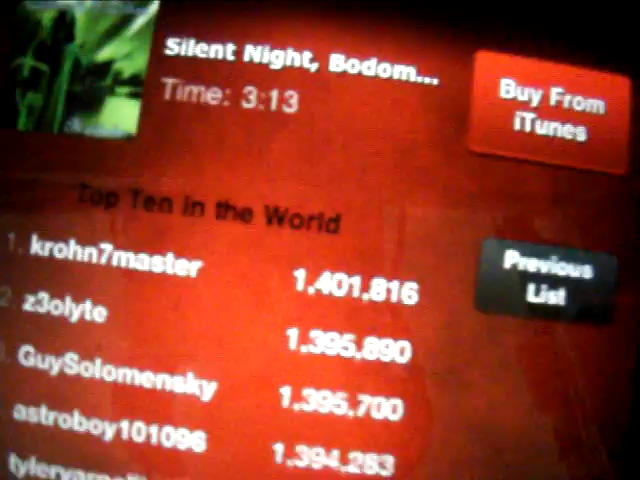 Silent Night, Bodom...
Time: 3:13
Buy From
iTunes
Top Ten in the World
Previous
List
1. krohn7master 1,401,816
2 z3olyte 1,395,890
GuySolomensky 1,395,700
astroboy101096 1,394,283